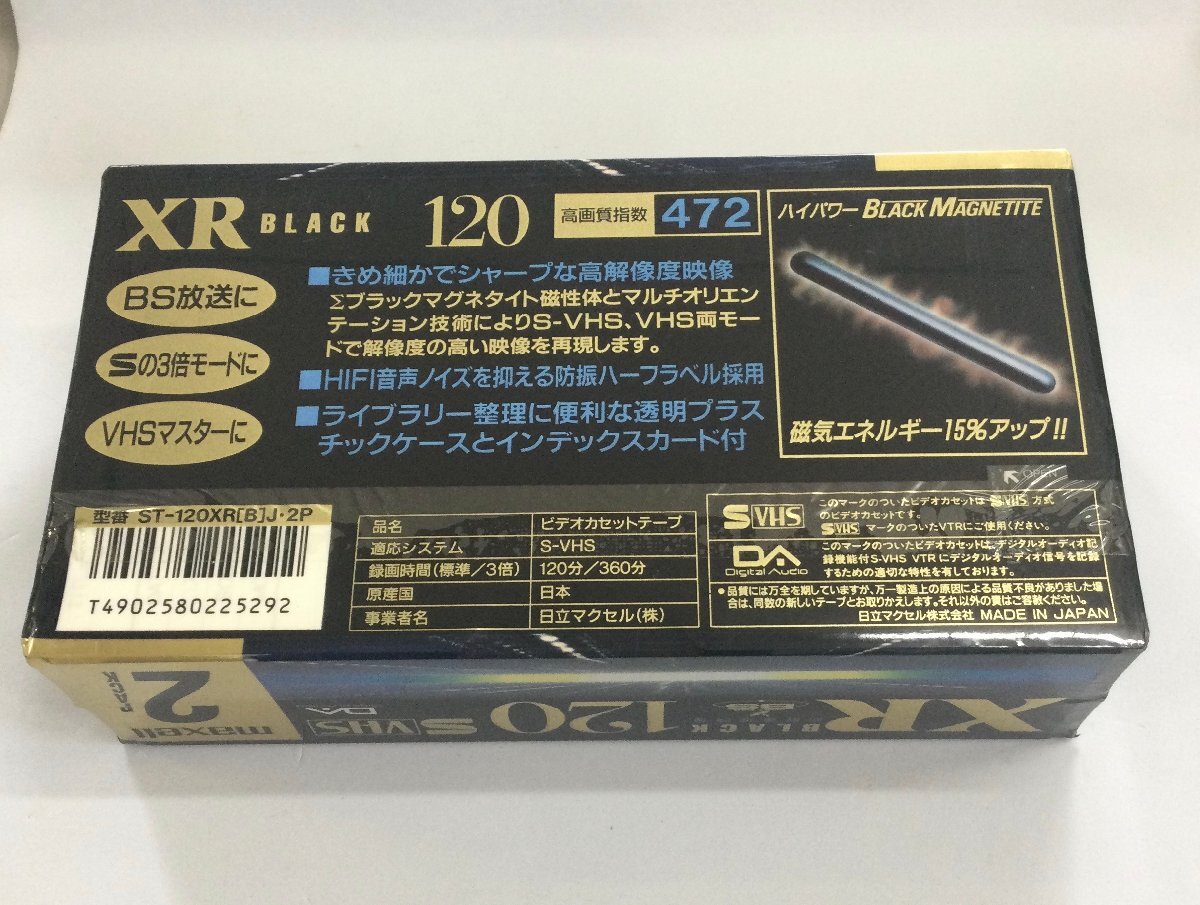 XR BLACK 120 高画質指数 472
BS放送に
Sの3倍モードに
VHSマスターに
■きめ細かでシャープな高解像度映像
Σブラックマグネタイト磁性体とマルチオリエン
テーション技術によりS-VHS、VHS両モー
ドで解像度の高い映像を再現します。
■HIFI音声ノイズを抑える防振ハーフラベル採用
■ライブラリー整理に便利な透明プラス
チックケースとインデックスカード付
ハイパワー BLACK MAGNETITE
磁気エネルギー15%アップ!!
OPEN
型番 ST-120XR[B]J・2P
T4902580225292
品名 ビデオカセットテープ
適応システム S-VHS
録画時間(標準/3倍) 120分/360分
原産国 日本
事業者名 日立マクセル(株)
S VHS
このマークのついたビデオカセットは S VHS 方式
のビデオカセットです。
S VHS マークのついたVTRにご使用ください。
DA
Digital Audio
このマークのついたビデオカセットは、デジタルオーディオ記
録機能付S-VHS VTRにデジタルオーディオ信号を記録
するための適切な特性を有しております。
●品質には万全を期していますが、万一製造上の原因による品質不良がありました場
合は、同数の新しいテープとお取りかえします。それ以外の責はご容赦ください。
日立マクセル株式会社 MADE IN JAPAN
maxell
2
DA
S VHS
XR BLACK 120